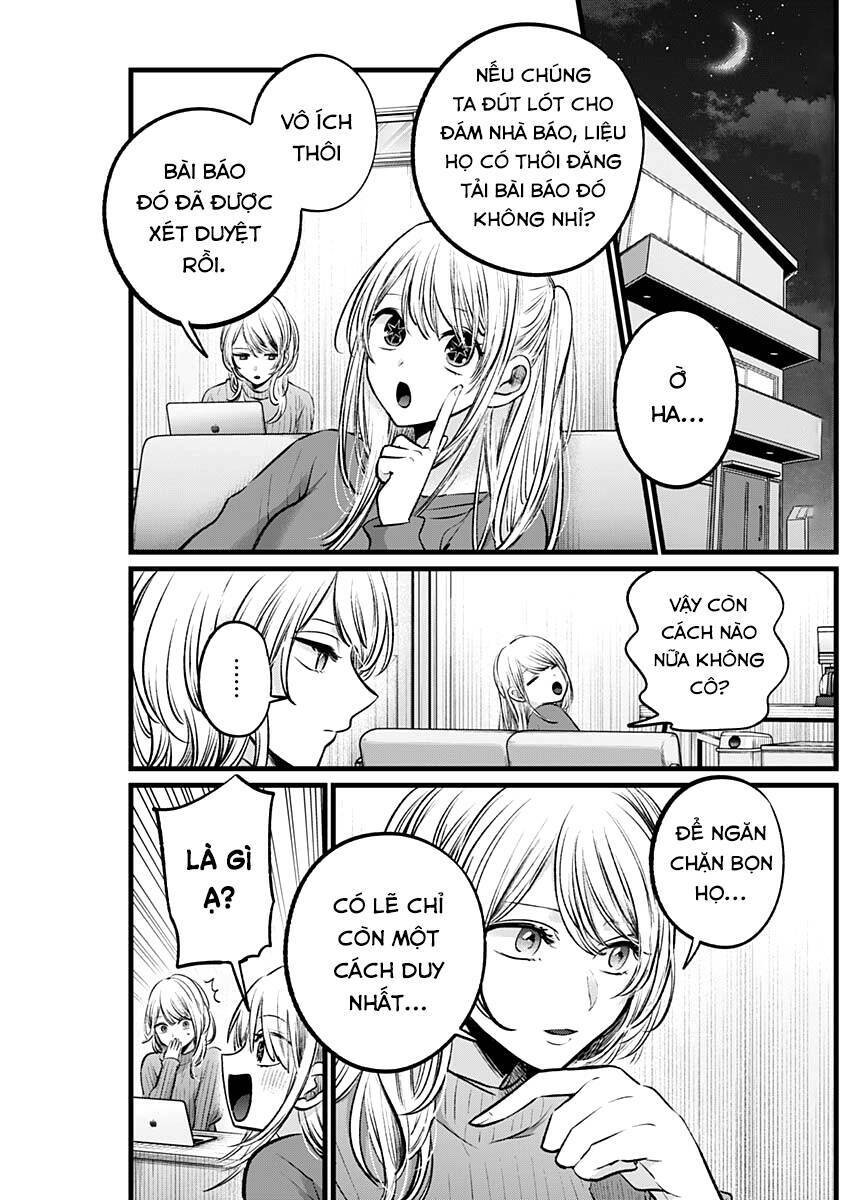 NẾU CHÚNG
TA ĐÚT LÓT CHO
ĐÁM NHÀ BÁO, LIỆU
HỌ CÓ THÔI ĐĂNG
TẢI BÀI BÁO ĐÓ
KHÔNG NHỈ?
VÔ ÍCH
THÔI
BÀI BÁO
ĐÓ ĐÃ ĐƯỢC
XÉT DUYỆT
RỒI.
Ờ
HA...
VẬY CÒN
CÁCH NÀO
NỮA KHÔNG
CÔ?
......
ĐỂ NGĂN
CHẶN BỌN
HỌ...
CÓ LẼ CHỈ
CÒN MỘT
CÁCH DUY
NHẤT...
LÀ GÌ
Ạ?